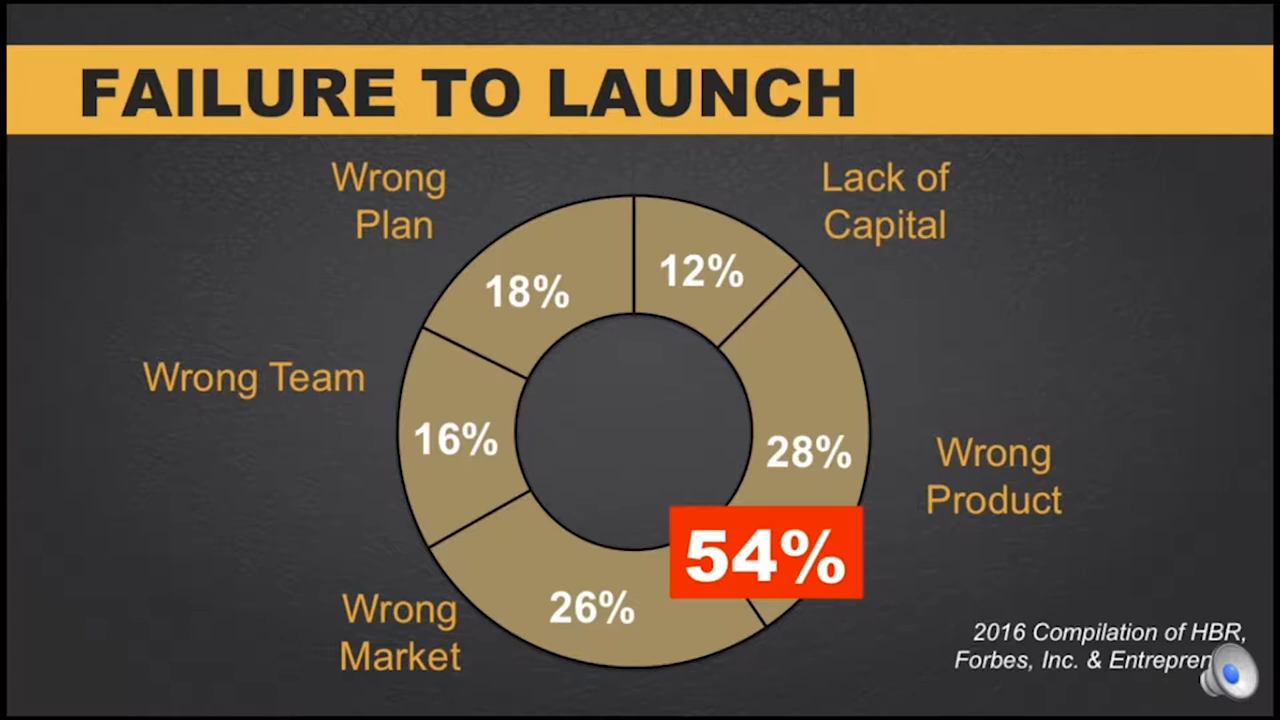 FAILURE TO LAUNCH
Wrong
Plan
Lack of
Capital
18%
12%
Wrong Team
16%
28%
Wrong
Product
54%
Wrong
Market
26%
2016 Compilation of HBR,
Forbes, Inc. &